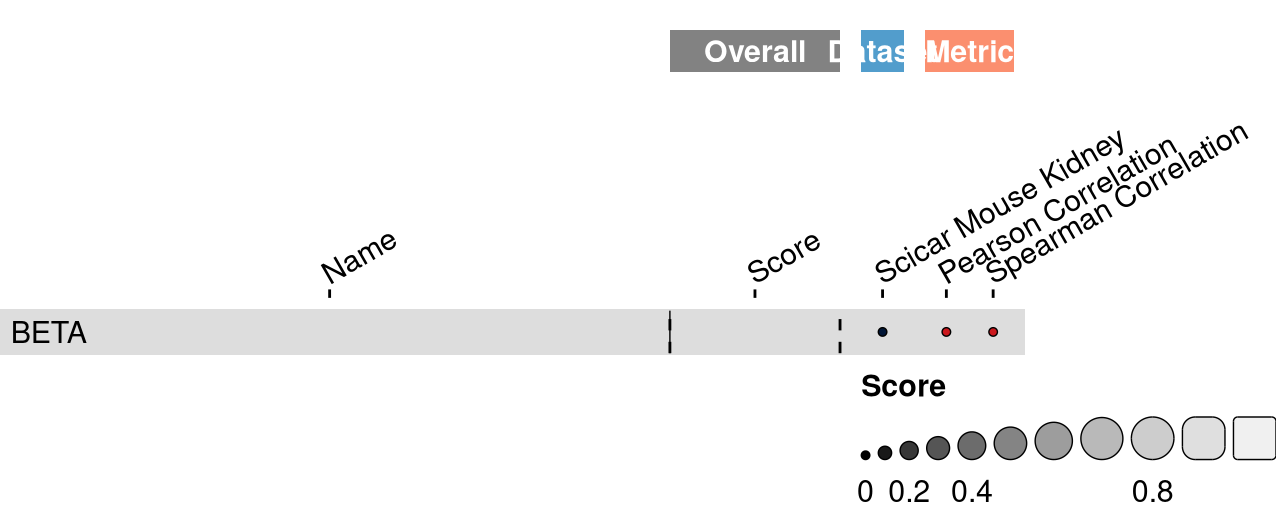 Overall
Dataset
Metric
Name
Score
Scicar Mouse Kidney
Pearson Correlation
Spearman Correlation
BETA
Score
0 0.2 0.4 0.8